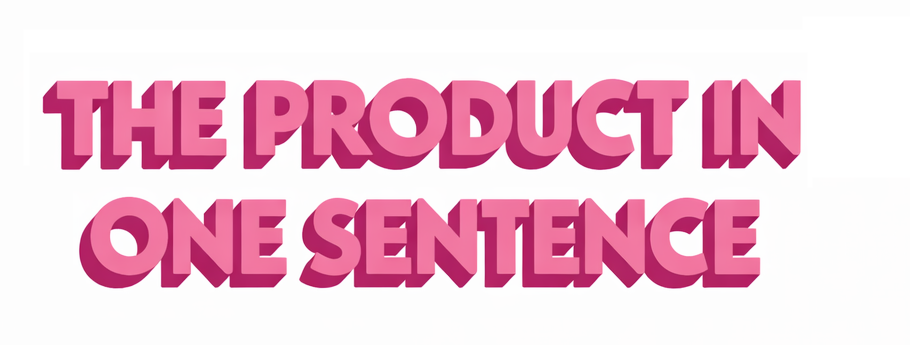 THE PRODUCT IN
ONE SENTENCE